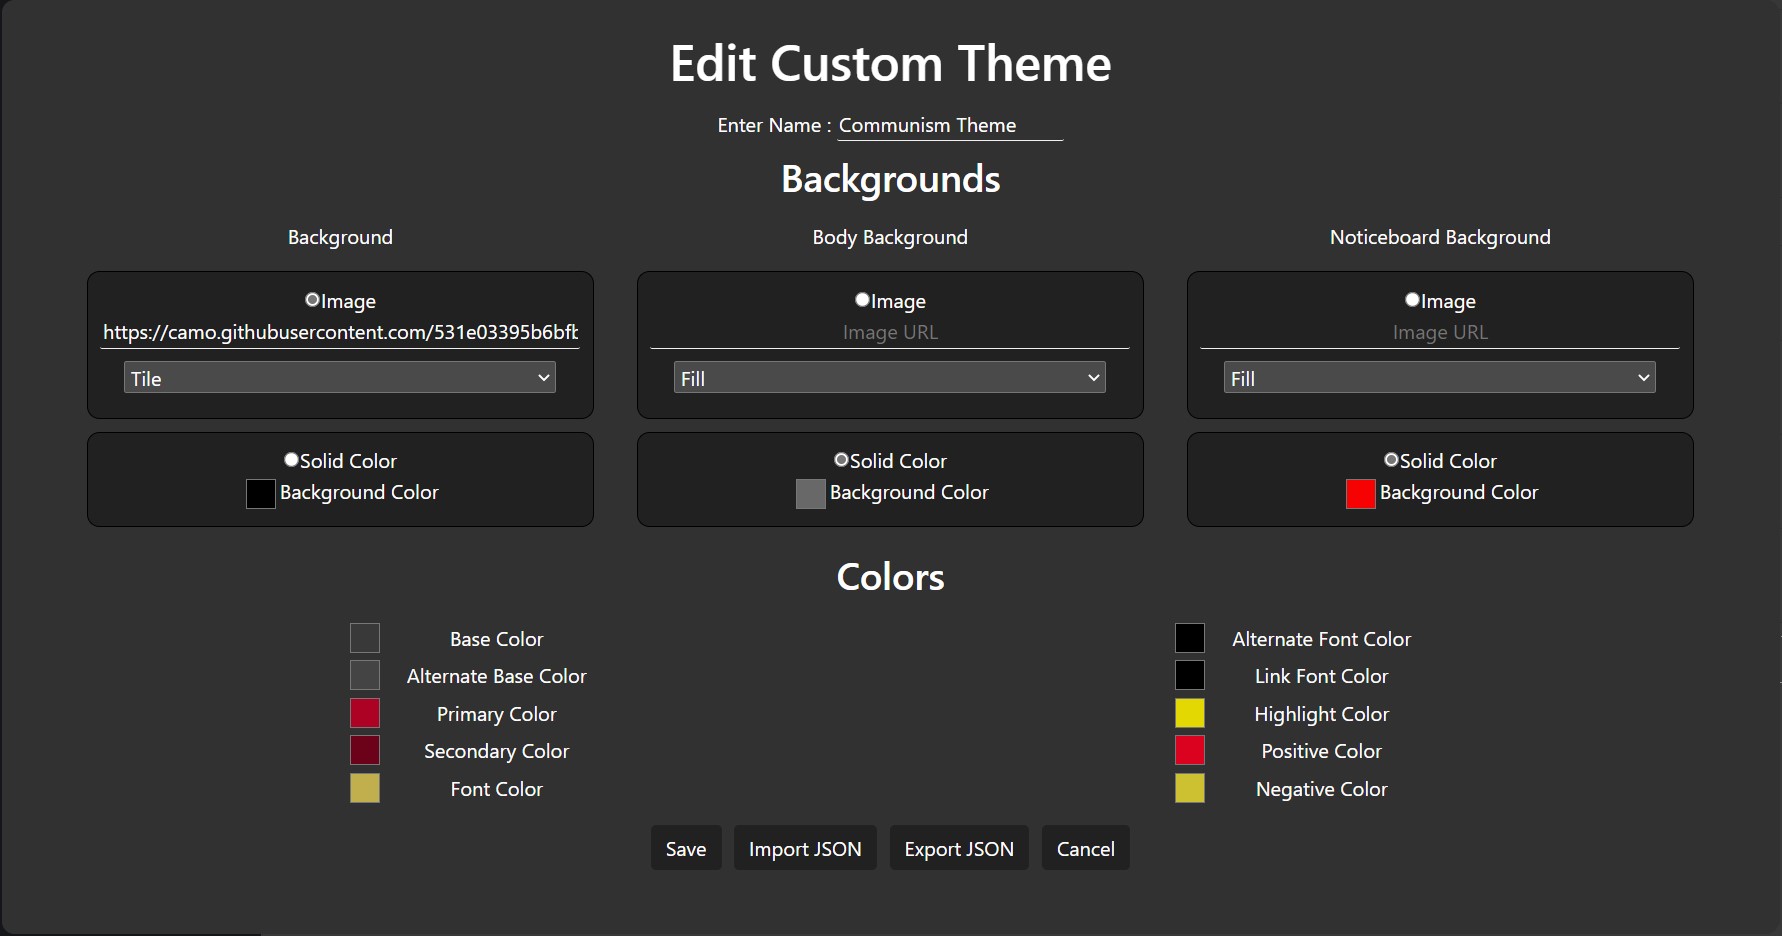 Edit Custom Theme
Enter Name : Communism Theme
Backgrounds
Background
Body Background
Noticeboard Background
Image
https://camo.githubusercontent.com/531e03395b6bfb
Tile
Image
Image URL
Fill
Image
Image URL
Fill
Solid Color
Background Color
Solid Color
Background Color
Solid Color
Background Color
Colors
Base Color
Alternate Base Color
Primary Color
Secondary Color
Font Color
Alternate Font Color
Link Font Color
Highlight Color
Positive Color
Negative Color
Save
Import JSON
Export JSON
Cancel